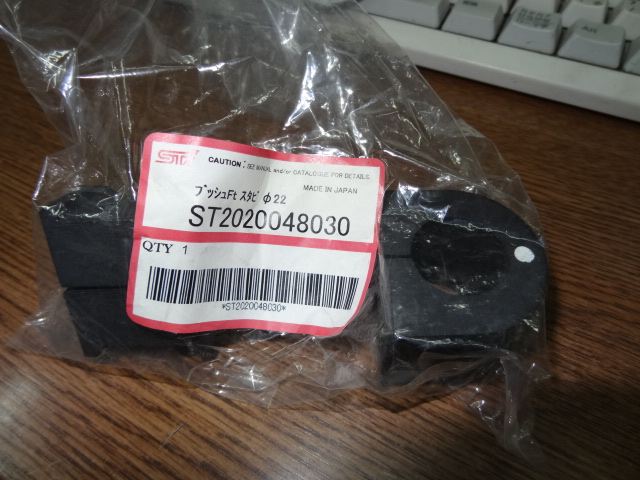 STI CAUTION : SEE MANUAL and/or CATALOGUE FOR DETAILS.
MADE IN JAPAN
ブッシュFt スタビ φ22
ST2020048030
QTY 1
*ST2020048030*